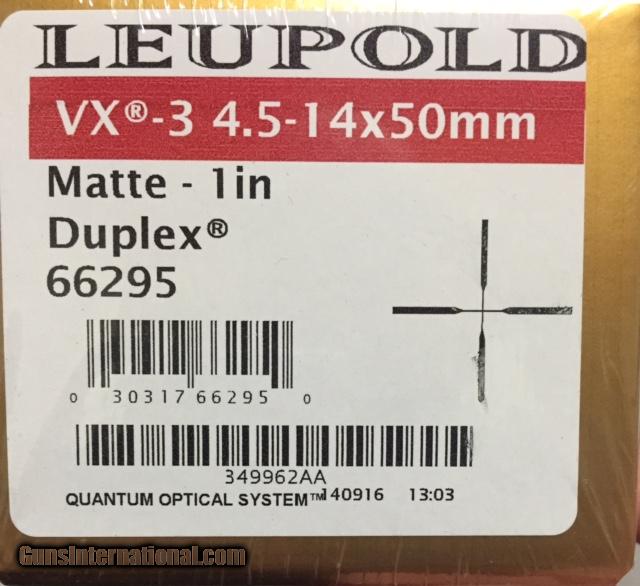 LEUPOLD
VX®-3 4.5-14x50mm
Matte - 1in
Duplex®
66295
0 30317 66295 0
349962AA
QUANTUM OPTICAL SYSTEM™ 140916 13:03
GunsInternational.com